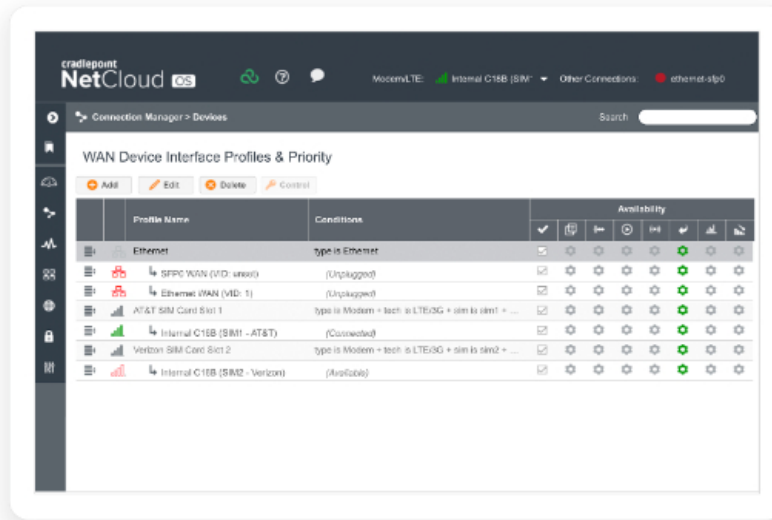 cradlepoint
NetCloud OS
Modem/LTE: Internal C18B (SIM1 Other Connections: ethernet-sfp0
Connection Manager > Devices Search
WAN Device Interface Profiles & Priority
Add Edit Delete Control
Availability
Profile Name Conditions
Ethernet type is Ethernet
SFP0 WAN (VID: unset) (Unplugged)
Ethernet WAN (VID: 1) (Unplugged)
AT&T SIM Card Slot 1 type is Modem + tech is LTE/3G + sim is sim1 + ...
Internal C18B (SIM1 - AT&T) (Connected)
Verizon SIM Card Slot 2 type is Modem + tech is LTE/3G + sim is sim2 + ...
Internal C18B (SIM2 - Verizon) (Available)